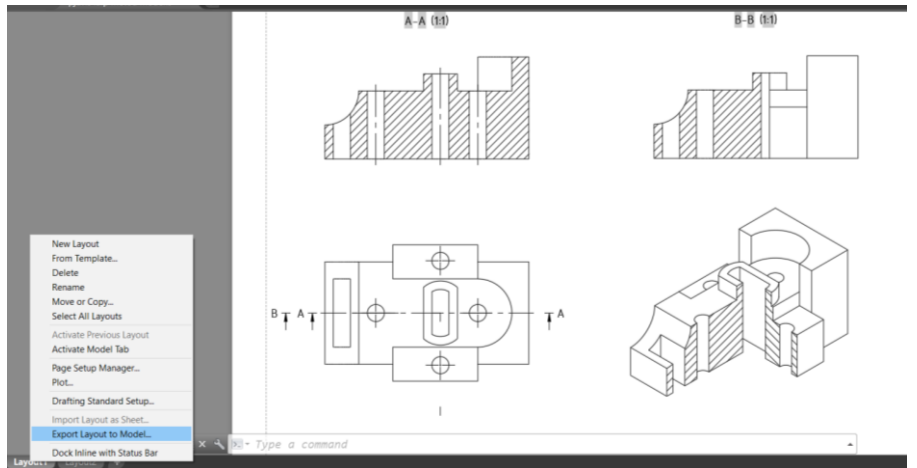 A-A (1:1)
B-B (1:1)
B
A
A
New Layout
From Template...
Delete
Rename
Move or Copy...
Select All Layouts
Activate Previous Layout
Activate Model Tab
Page Setup Manager...
Plot...
Drafting Standard Setup...
Import Layout as Sheet...
Export Layout to Model...
Dock Inline with Status Bar
Type a command
Layout1
Layout2